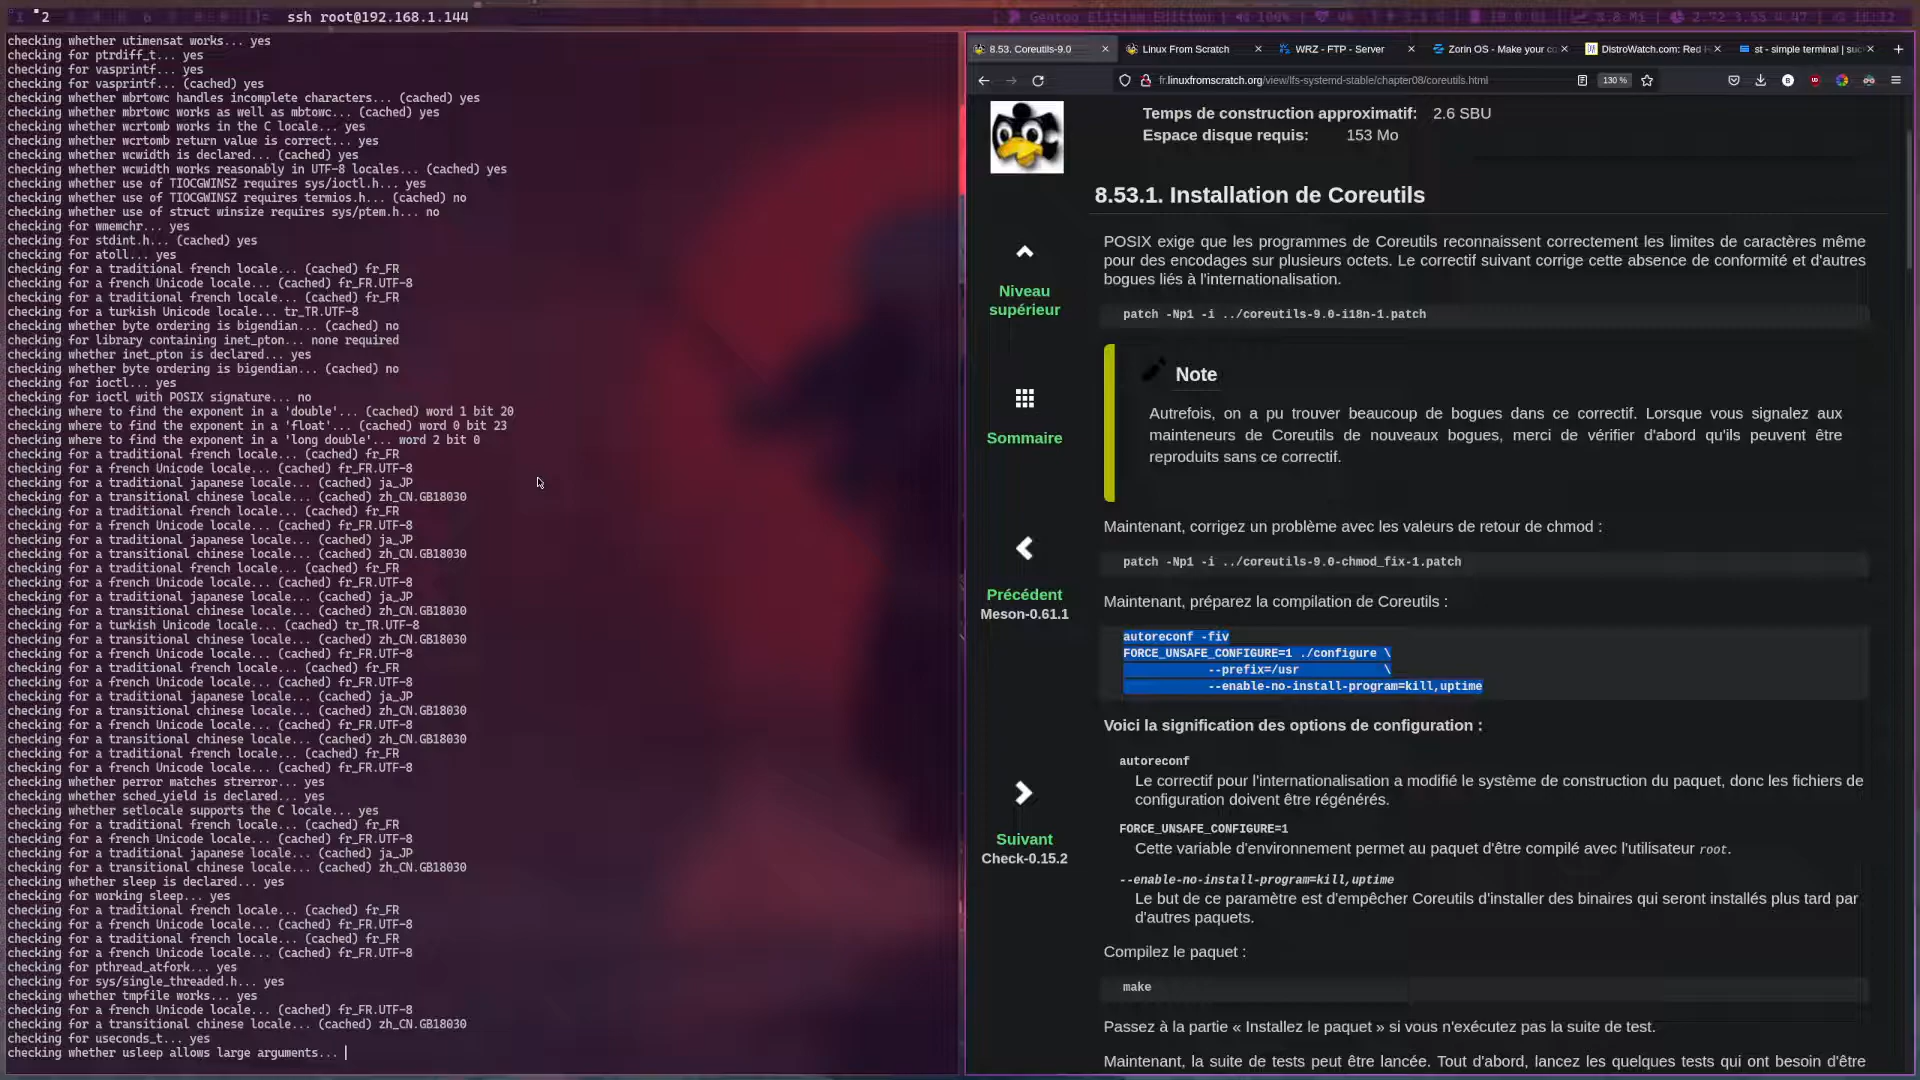 2
ssh root@192.168.1.144
Gentoo Elitism Edition
100%
checking whether utimensat works... yes
checking for ptrdiff_t... yes
checking for vasprintf... yes
checking for vasprintf... (cached) yes
checking whether mbrtowc handles incomplete characters... (cached) yes
checking whether mbrtowc works as well as mbtowc... (cached) yes
checking whether wcrtomb works in the C locale... yes
checking whether wcrtomb return value is correct... yes
checking whether wcwidth is declared... (cached) yes
checking whether wcwidth works reasonably in UTF-8 locales... (cached) yes
checking whether use of TIOCGWINSZ requires sys/ioctl.h... yes
checking whether use of TIOCGWINSZ requires termios.h... (cached) no
checking whether use of struct winsize requires sys/ptem.h... no
checking for wmemchr... yes
checking for stdint.h... (cached) yes
checking for atoll... yes
checking for a traditional french locale... (cached) fr_FR
checking for a french Unicode locale... (cached) fr_FR.UTF-8
checking for a traditional french locale... (cached) fr_FR
checking for a turkish Unicode locale... tr_TR.UTF-8
checking whether byte ordering is bigendian... (cached) no
checking for library containing inet_pton... none required
checking whether inet_pton is declared... yes
checking whether byte ordering is bigendian... (cached) no
checking for ioctl... yes
checking for ioctl with POSIX signature... no
checking where to find the exponent in a 'double'... (cached) word 1 bit 20
checking where to find the exponent in a 'float'... (cached) word 0 bit 23
checking where to find the exponent in a 'long double'... word 2 bit 0
checking for a traditional french locale... (cached) fr_FR
checking for a french Unicode locale... (cached) fr_FR.UTF-8
checking for a traditional japanese locale... (cached) ja_JP
checking for a transitional chinese locale... (cached) zh_CN.GB18030
checking for a traditional french locale... (cached) fr_FR
checking for a french Unicode locale... (cached) fr_FR.UTF-8
checking for a traditional japanese locale... (cached) ja_JP
checking for a transitional chinese locale... (cached) zh_CN.GB18030
checking for a traditional french locale... (cached) fr_FR
checking for a french Unicode locale... (cached) fr_FR.UTF-8
checking for a traditional japanese locale... (cached) ja_JP
checking for a transitional chinese locale... (cached) zh_CN.GB18030
checking for a turkish Unicode locale... (cached) tr_TR.UTF-8
checking for a transitional chinese locale... (cached) zh_CN.GB18030
checking for a french Unicode locale... (cached) fr_FR.UTF-8
checking for a traditional french locale... (cached) fr_FR
checking for a french Unicode locale... (cached) fr_FR.UTF-8
checking for a traditional japanese locale... (cached) ja_JP
checking for a transitional chinese locale... (cached) zh_CN.GB18030
checking for a french Unicode locale... (cached) fr_FR.UTF-8
checking for a transitional chinese locale... (cached) zh_CN.GB18030
checking for a traditional french locale... (cached) fr_FR
checking for a french Unicode locale... (cached) fr_FR.UTF-8
checking whether perror matches strerror... yes
checking whether sched_yield is declared... yes
checking whether setlocale supports the C locale... yes
checking for a traditional french locale... (cached) fr_FR
checking for a french Unicode locale... (cached) fr_FR.UTF-8
checking for a traditional japanese locale... (cached) ja_JP
checking for a transitional chinese locale... (cached) zh_CN.GB18030
checking whether sleep is declared... yes
checking for working sleep... yes
checking for a traditional french locale... (cached) fr_FR
checking for a french Unicode locale... (cached) fr_FR.UTF-8
checking for a traditional french locale... (cached) fr_FR
checking for a french Unicode locale... (cached) fr_FR.UTF-8
checking for pthread_atfork... yes
checking for sys/single_threaded.h... yes
checking whether tmpfile works... yes
checking for a french Unicode locale... (cached) fr_FR.UTF-8
checking for a transitional chinese locale... (cached) zh_CN.GB18030
checking for useconds_t... yes
checking whether usleep allows large arguments...
8.53. Coreutils-9.0
Linux From Scratch
WRZ - FTP - Server
Zorin OS - Make your co
DistroWatch.com: Red
st - simple terminal | suc
fr.linuxfromscratch.org/view/lfs-systemd-stable/chapter08/coreutils.html
130 %
Temps de construction approximatif: 2.6 SBU
Espace disque requis: 153 Mo
8.53.1. Installation de Coreutils
POSIX exige que les programmes de Coreutils reconnaissent correctement les limites de caractères même
pour des encodages sur plusieurs octets. Le correctif suivant corrige cette absence de conformité et d'autres
bogues liés à l'internationalisation.
patch -Np1 -i ../coreutils-9.0-i18n-1.patch
Note
Autrefois, on a pu trouver beaucoup de bogues dans ce correctif. Lorsque vous signalez aux
mainteneurs de Coreutils de nouveaux bogues, merci de vérifier d'abord qu'ils peuvent être
reproduits sans ce correctif.
Maintenant, corrigez un problème avec les valeurs de retour de chmod :
patch -Np1 -i ../coreutils-9.0-chmod_fix-1.patch
Maintenant, préparez la compilation de Coreutils :
autoreconf -fiv
FORCE_UNSAFE_CONFIGURE=1 ./configure \
--prefix=/usr \
--enable-no-install-program=kill,uptime
Voici la signification des options de configuration :
autoreconf
Le correctif pour l'internationalisation a modifié le système de construction du paquet, donc les fichiers de
configuration doivent être régénérés.
FORCE_UNSAFE_CONFIGURE=1
Cette variable d'environnement permet au paquet d'être compilé avec l'utilisateur root.
--enable-no-install-program=kill,uptime
Le but de ce paramètre est d'empêcher Coreutils d'installer des binaires qui seront installés plus tard par
d'autres paquets.
Compilez le paquet :
make
Passez à la partie « Installez le paquet » si vous n'exécutez pas la suite de test.
Maintenant, la suite de tests peut être lancée. Tout d'abord, lancez les quelques tests qui ont besoin d'être
Niveau
supérieur
Sommaire
Précédent
Meson-0.61.1
Suivant
Check-0.15.2